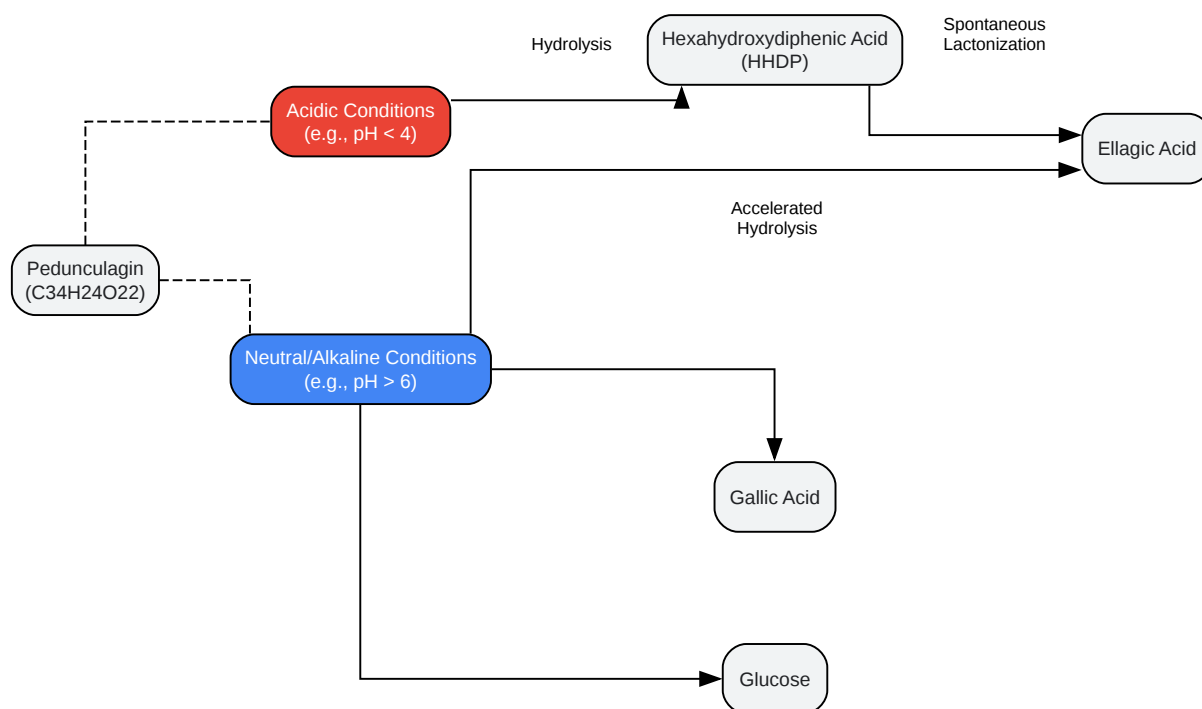 Hydrolysis
Hexahydroxydiphenic Acid
(HHDP)
Spontaneous
Lactonization
Acidic Conditions
(e.g., pH < 4)
Ellagic Acid
Accelerated
Hydrolysis
Pedunculagin
(C34H24O22)
Neutral/Alkaline Conditions
(e.g., pH > 6)
Gallic Acid
Glucose